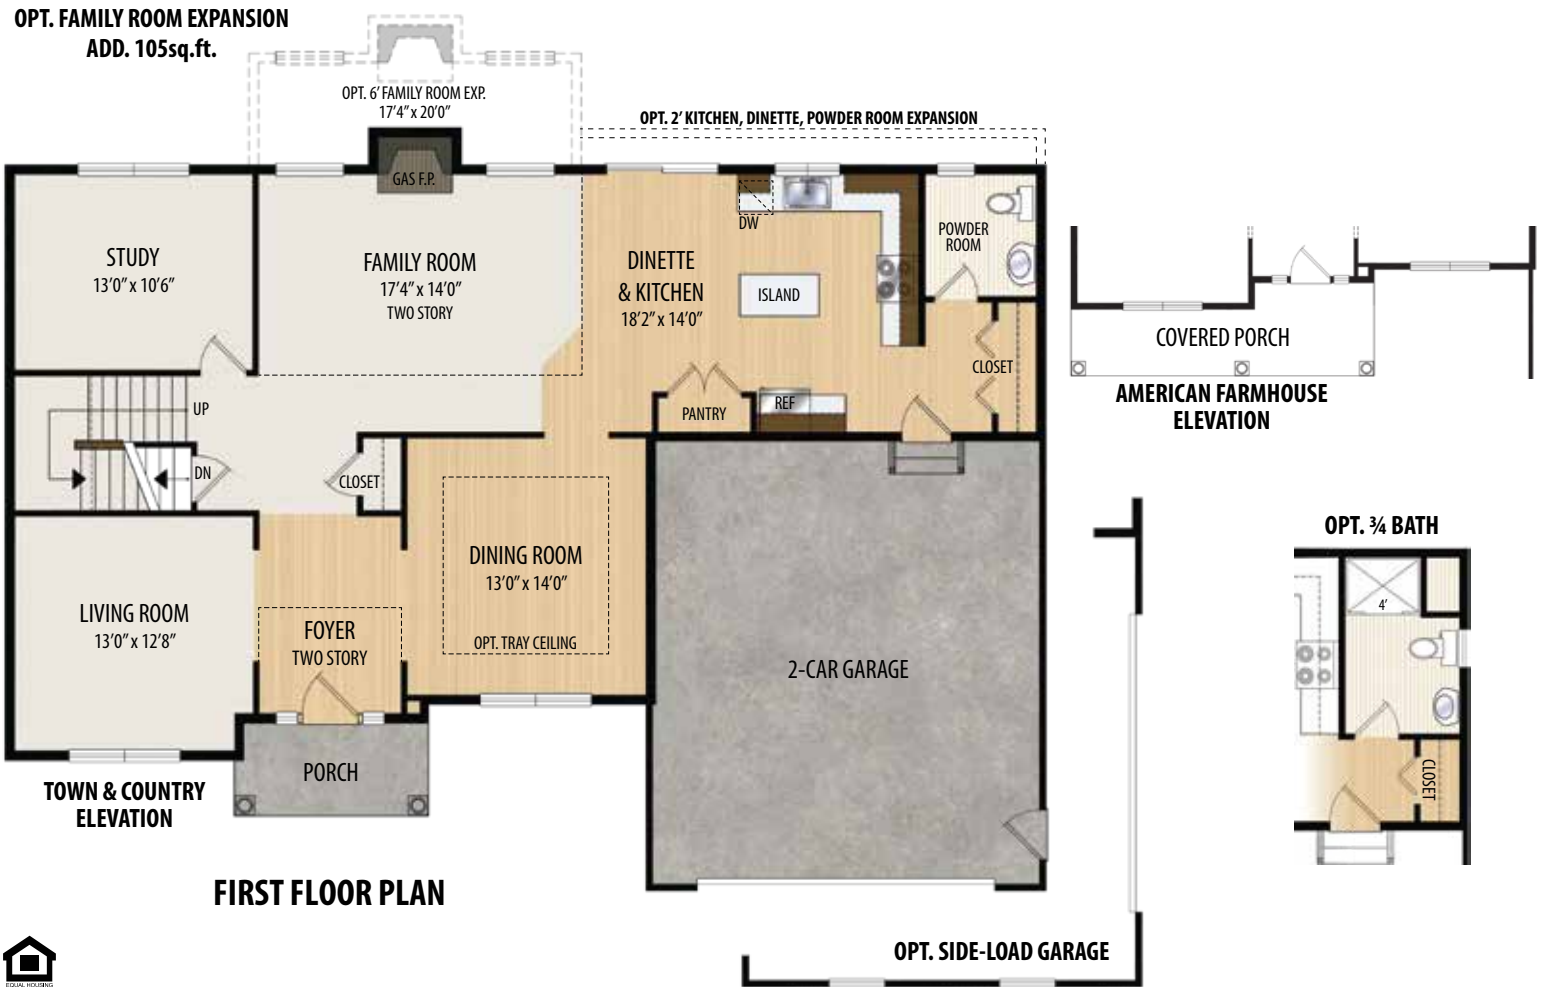 OPT. FAMILY ROOM EXPANSION
ADD. 105sq.ft.
OPT. 6' FAMILY ROOM EXP.
17'4" x 20'0"
OPT. 2' KITCHEN, DINETTE, POWDER ROOM EXPANSION
GAS F.P.
STUDY
13'0" x 10'6"
FAMILY ROOM
17'4" x 14'0"
TWO STORY
DINETTE
& KITCHEN
18'2" x 14'0"
DW
ISLAND
POWDER
ROOM
CLOSET
PANTRY
REF
UP
DN
CLOSET
LIVING ROOM
13'0" x 12'8"
FOYER
TWO STORY
DINING ROOM
13'0" x 14'0"
OPT. TRAY CEILING
2-CAR GARAGE
PORCH
TOWN & COUNTRY
ELEVATION
FIRST FLOOR PLAN
COVERED PORCH
AMERICAN FARMHOUSE
ELEVATION
OPT. ¾ BATH
4'
CLOSET
OPT. SIDE-LOAD GARAGE
EQUAL HOUSING